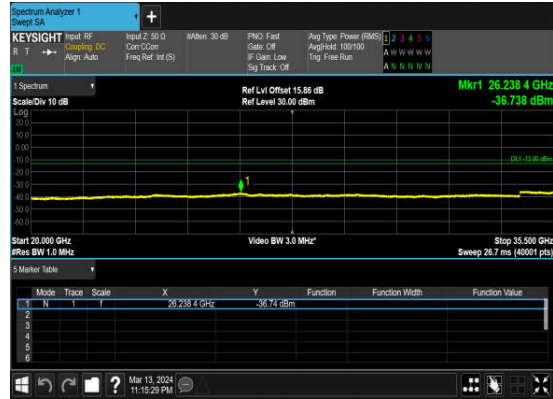 Spectrum Analyzer 1
Swept SA
+
KEYSIGHT Input: RF Input Z: 50 Ω #Atten: 30 dB PNO: Fast Avg Type: Power (RMS) 1 2 3 4 5 6
R T Coupling: DC Corr CCorr Gate: Off Avg|Hold: 100/100 A W W W W W
Align: Auto Freq Ref: Int (S) IF Gain: Low Trig: Free Run
Sig Track: Off A N N N N N
1 Spectrum Ref Lvl Offset 15.86 dB Mkr1 26.238 4 GHz
Scale/Div 10 dB Ref Level 30.00 dBm -36.738 dBm
Log
20.0
10.0
0.00
-10.0 DL1 -13.00 dBm
-20.0
-30.0 1
-40.0
-50.0
-60.0
Start 20.000 GHz Video BW 3.0 MHz* Stop 35.500 GHz
#Res BW 1.0 MHz Sweep 26.7 ms (40001 pts)
5 Marker Table
Mode Trace Scale X Y Function Function Width Function Value
1 N 1 f 26.238 4 GHz -36.74 dBm
2
3
4
5
6
? Mar 13, 2024
11:15:29 PM